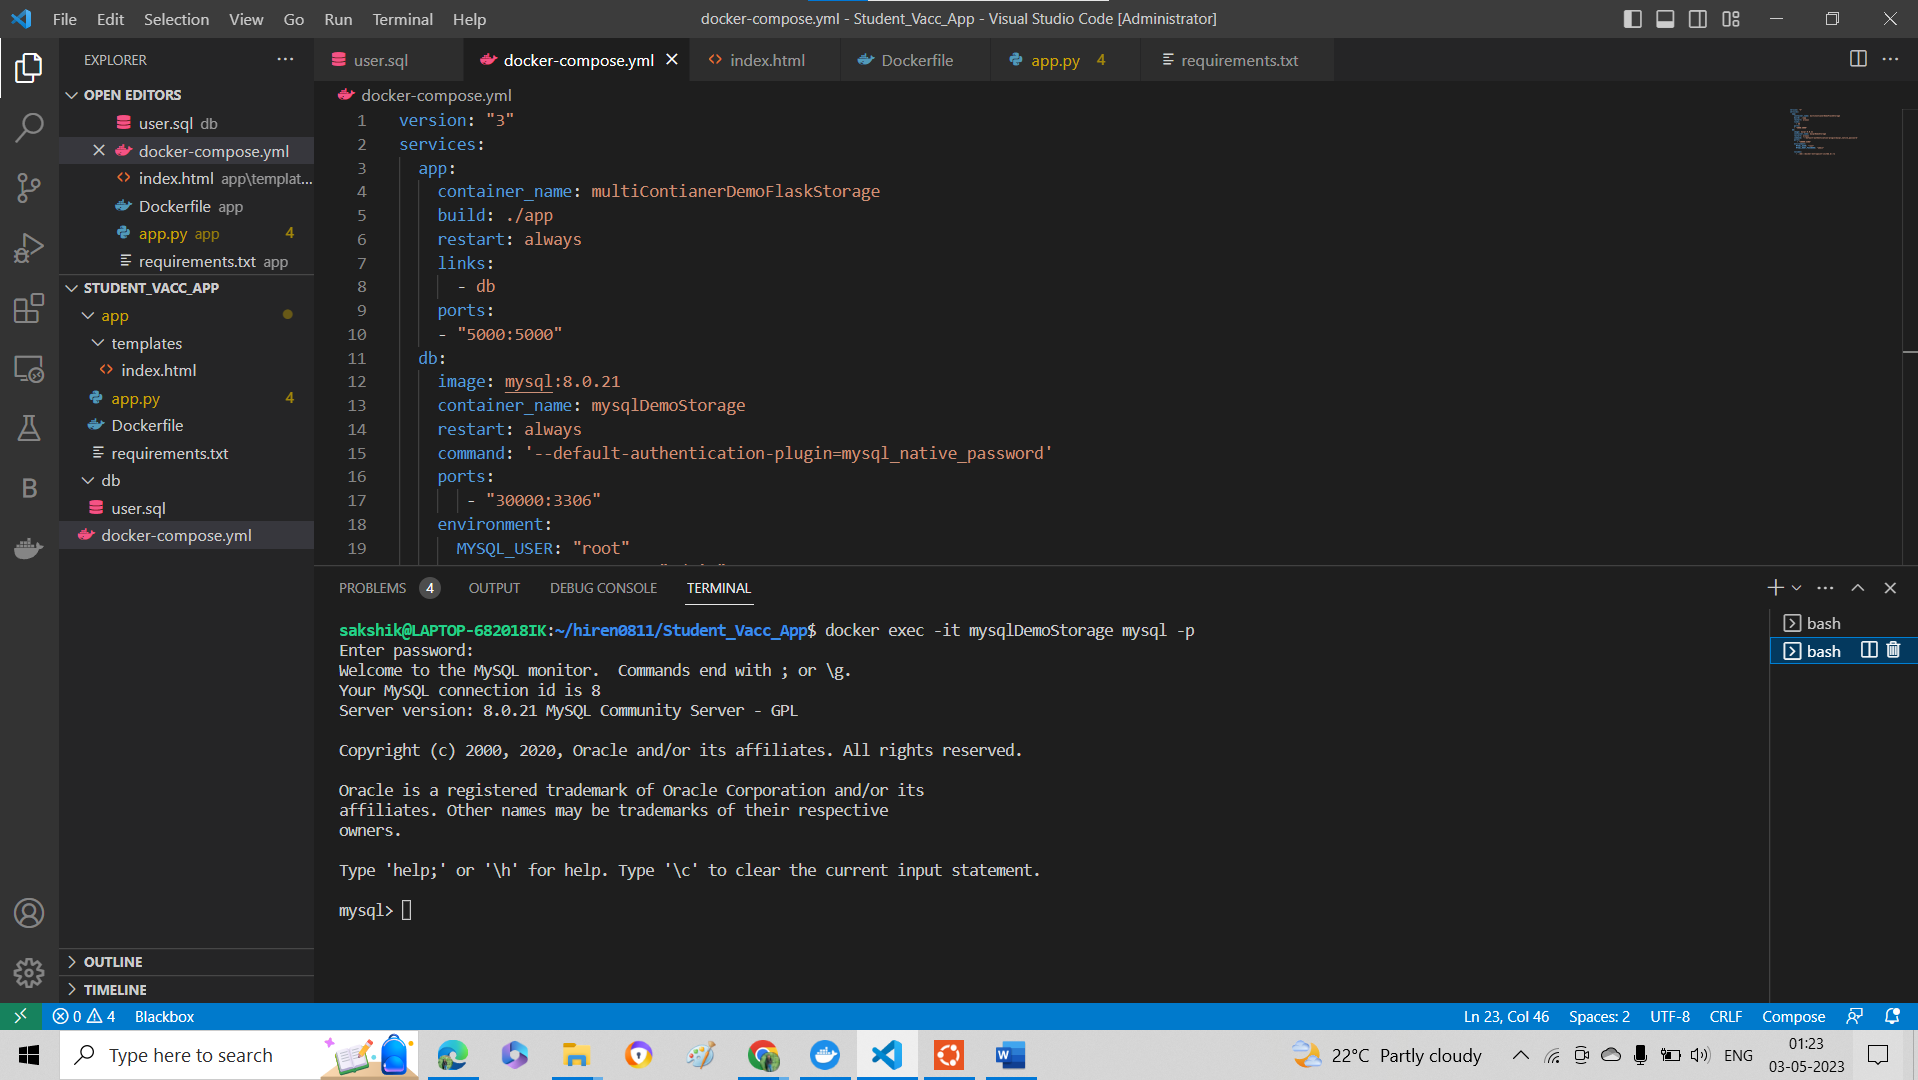 File Edit Selection View Go Run Terminal Help
docker-compose.yml - Student_Vacc_App - Visual Studio Code [Administrator]
EXPLORER
user.sql
docker-compose.yml
index.html
Dockerfile
app.py 4
requirements.txt
OPEN EDITORS
user.sql db
docker-compose.yml
index.html app\templat...
Dockerfile app
app.py app 4
requirements.txt app
STUDENT_VACC_APP
app
templates
index.html
app.py 4
Dockerfile
requirements.txt
db
user.sql
docker-compose.yml
OUTLINE
TIMELINE
B
docker-compose.yml
1 version: "3"
2 services:
3 app:
4 container_name: multiContianerDemoFlaskStorage
5 build: ./app
6 restart: always
7 links:
8 - db
9 ports:
10 - "5000:5000"
11 db:
12 image: mysql:8.0.21
13 container_name: mysqlDemoStorage
14 restart: always
15 command: '--default-authentication-plugin=mysql_native_password'
16 ports:
17 - "30000:3306"
18 environment:
19 MYSQL_USER: "root"
PROBLEMS 4 OUTPUT DEBUG CONSOLE TERMINAL
bash
bash
sakshik@LAPTOP-682018IK:~/hiren0811/Student_Vacc_App$ docker exec -it mysqlDemoStorage mysql -p
Enter password:
Welcome to the MySQL monitor.  Commands end with ; or \g.
Your MySQL connection id is 8
Server version: 8.0.21 MySQL Community Server - GPL
Copyright (c) 2000, 2020, Oracle and/or its affiliates. All rights reserved.
Oracle is a registered trademark of Oracle Corporation and/or its
affiliates. Other names may be trademarks of their respective
owners.
Type 'help;' or '\h' for help. Type '\c' to clear the current input statement.
mysql>
0 4 Blackbox
Ln 23, Col 46 Spaces: 2 UTF-8 CRLF Compose
Type here to search
22°C Partly cloudy
ENG
01:23
03-05-2023